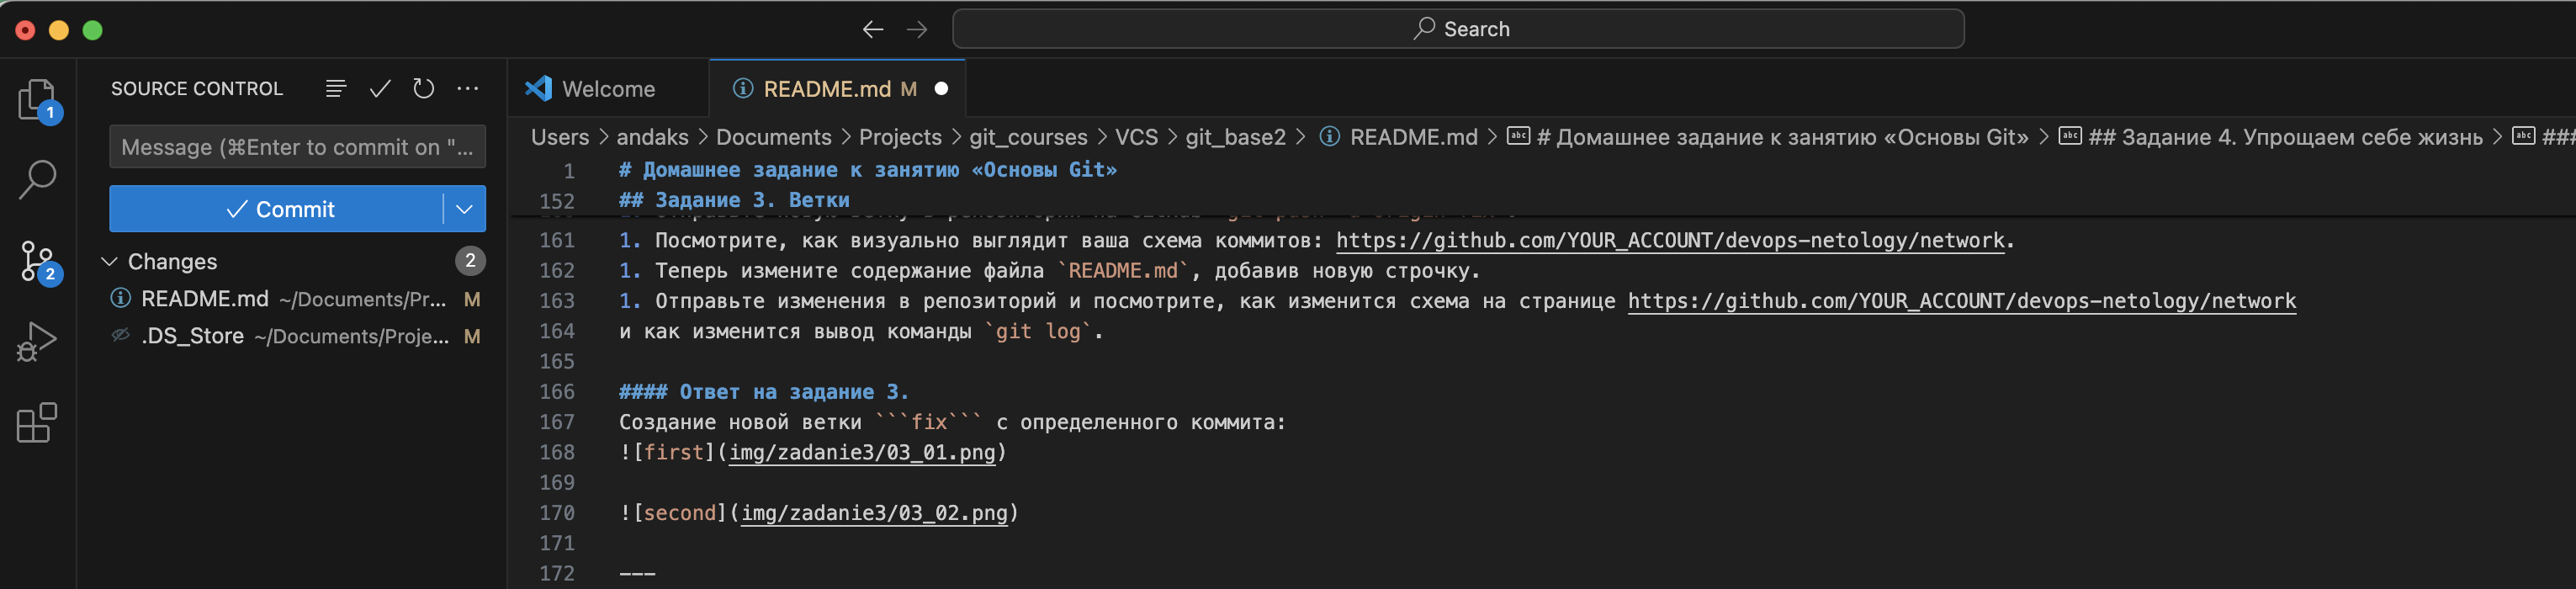 Search
SOURCE CONTROL
Welcome
README.md M
1
Message (⌘Enter to commit on "...
Users > andaks > Documents > Projects > git_courses > VCS > git_base2 > README.md > # Домашнее задание к занятию «Основы Git» > ## Задание 4. Упрощаем себе жизнь > ###
Commit
Changes 2
2
README.md ~/Documents/Pr... M
.DS_Store ~/Documents/Proje... M
1 # Домашнее задание к занятию «Основы Git»
152 ## Задание 3. Ветки
161 1. Посмотрите, как визуально выглядит ваша схема коммитов: https://github.com/YOUR_ACCOUNT/devops-netology/network.
162 1. Теперь измените содержание файла `README.md`, добавив новую строчку.
163 1. Отправьте изменения в репозиторий и посмотрите, как изменится схема на странице https://github.com/YOUR_ACCOUNT/devops-netology/network
164 и как изменится вывод команды `git log`.
165
166 #### Ответ на задание 3.
167 Создание новой ветки ```fix``` с определенного коммита:
168 ![first](img/zadanie3/03_01.png)
169
170 ![second](img/zadanie3/03_02.png)
171
172 ---